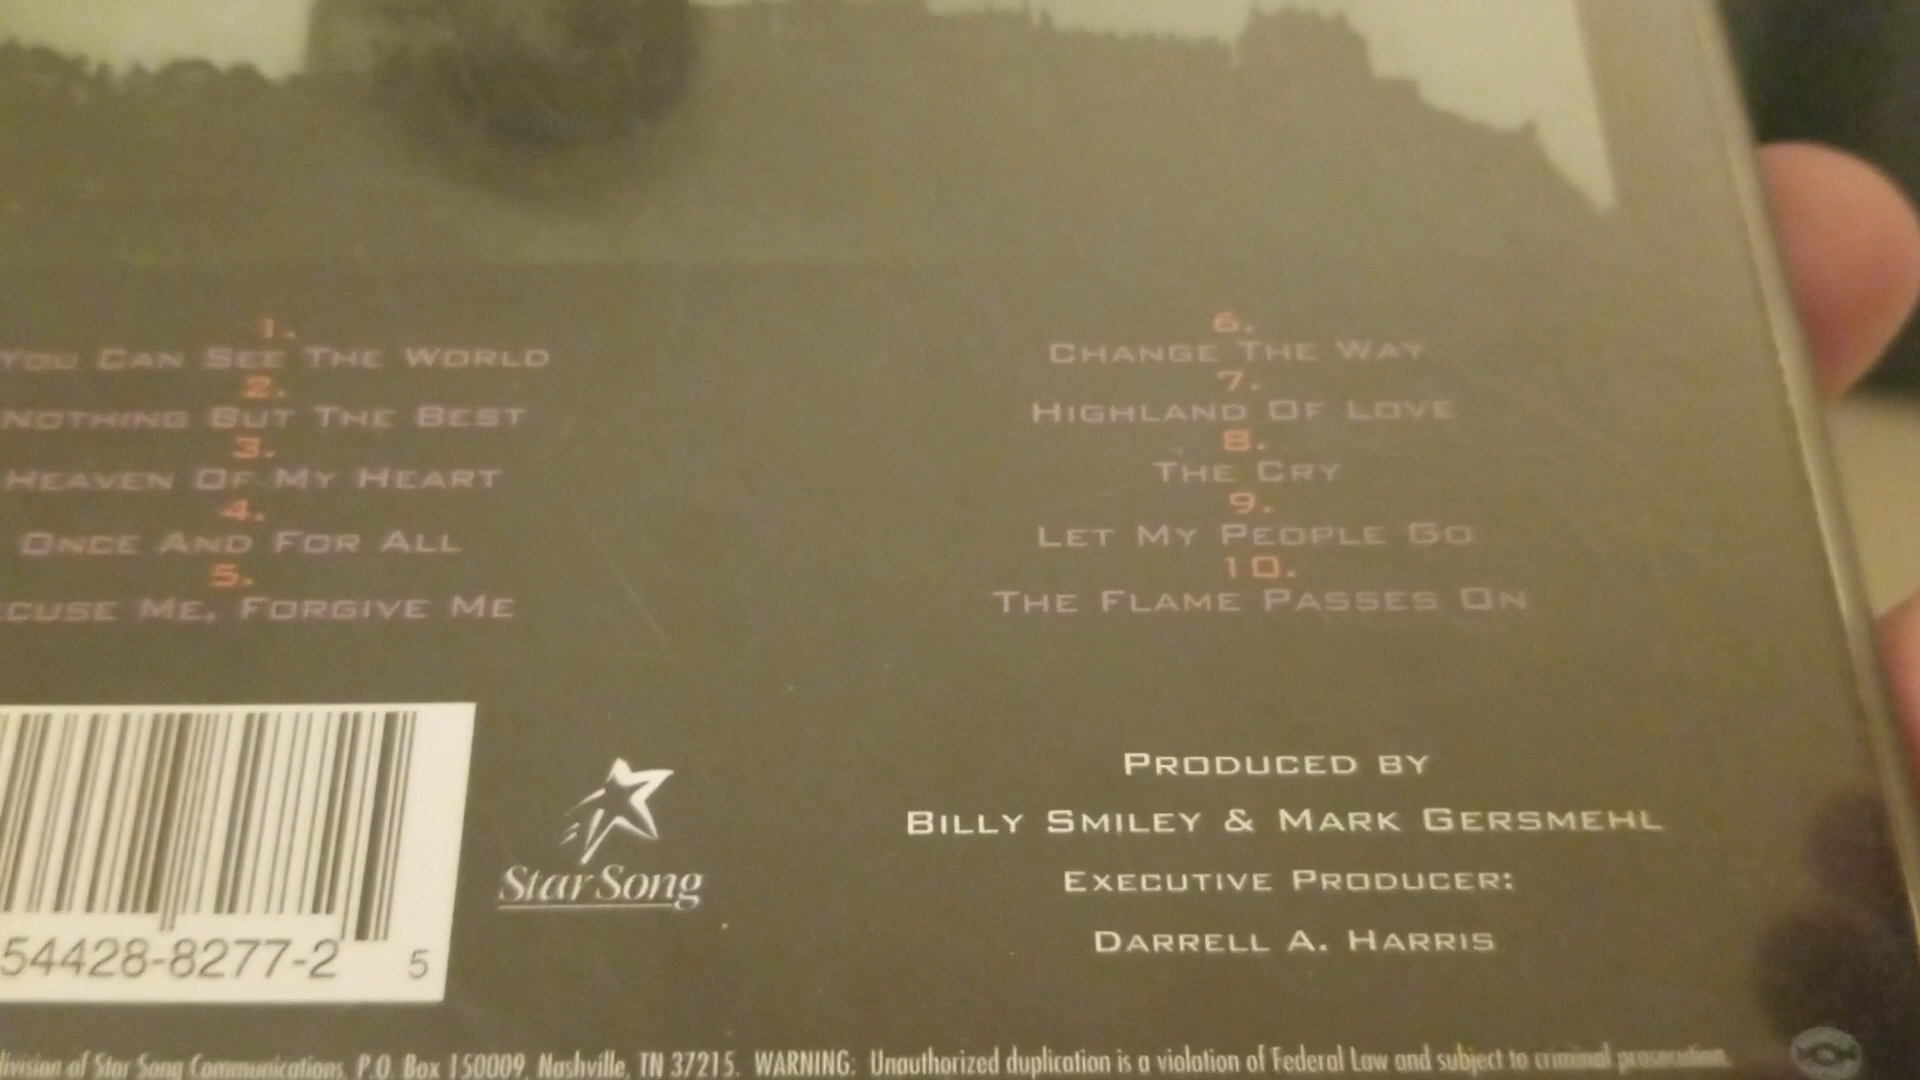 1.
YOU CAN SEE THE WORLD
2.
NOTHING BUT THE BEST
3.
HEAVEN OF MY HEART
4.
ONCE AND FOR ALL
5.
CUSE ME, FORGIVE ME
6.
CHANGE THE WAY
7.
HIGHLAND OF LOVE
8.
THE CRY
9.
LET MY PEOPLE GO
10.
THE FLAME PASSES ON
54428-8277-2 5
Star Song
PRODUCED BY
BILLY SMILEY & MARK GERSMEHL
EXECUTIVE PRODUCER:
DARRELL A. HARRIS
division of Star Song Communications, P.O. Box 150009, Nashville, TN 37215. WARNING: Unauthorized duplication is a violation of Federal Law and subject to criminal prosecution.